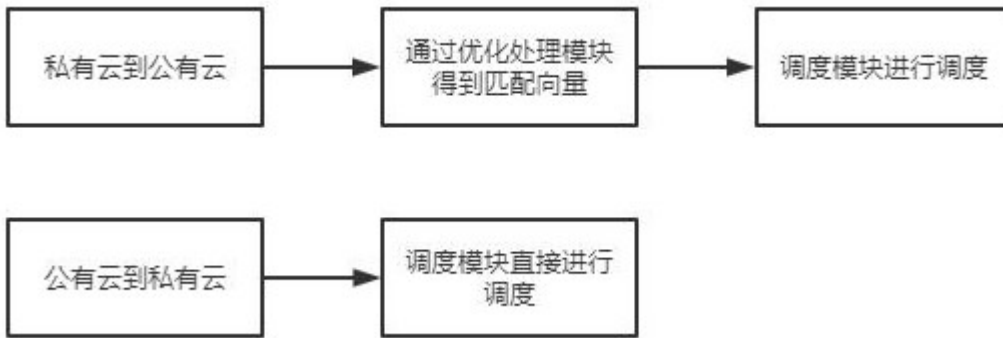 私有云到公有云
通过优化处理模块
得到匹配向量
调度模块进行调度
公有云到私有云
调度模块直接进行
调度